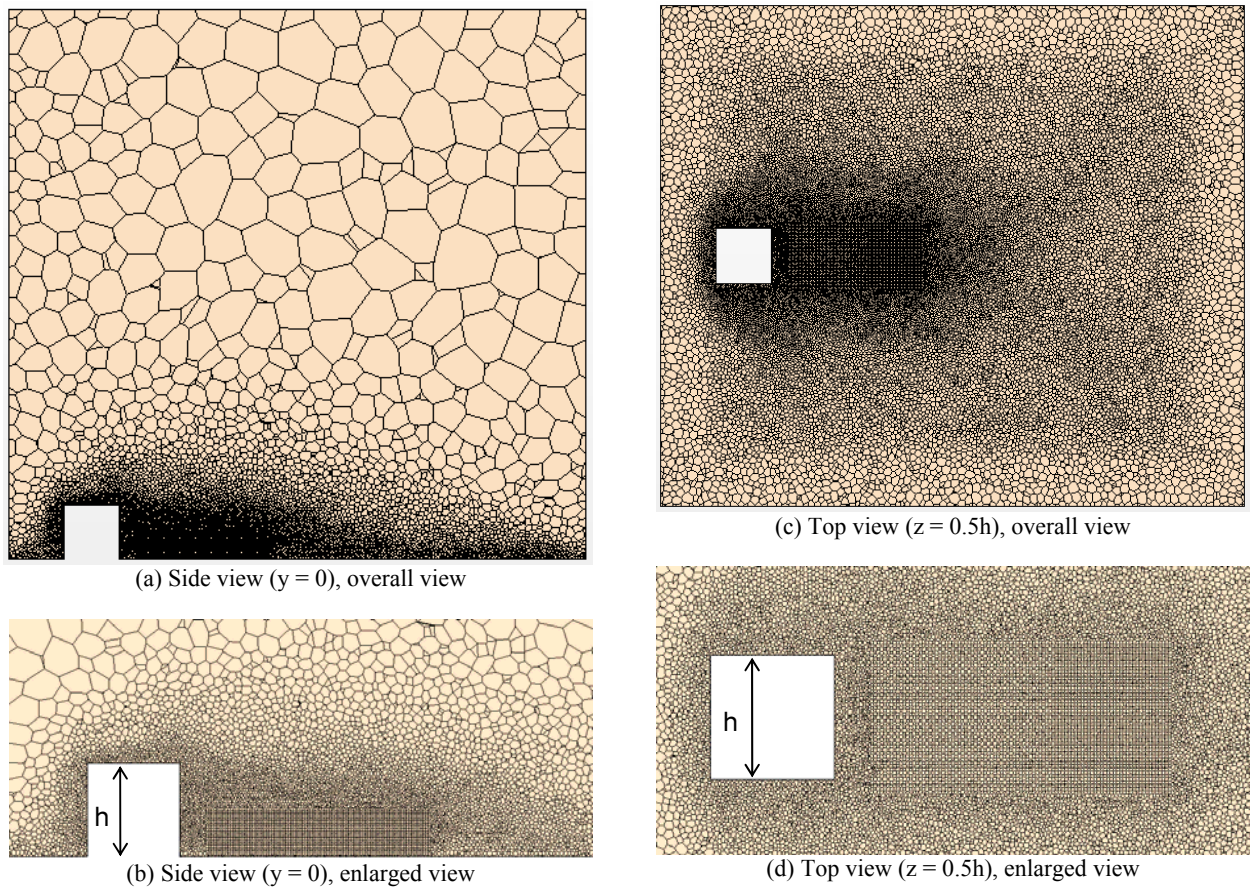 (a) Side view (y = 0), overall view
h
(b) Side view (y = 0), enlarged view
(c) Top view (z = 0.5h), overall view
h
(d) Top view (z = 0.5h), enlarged view